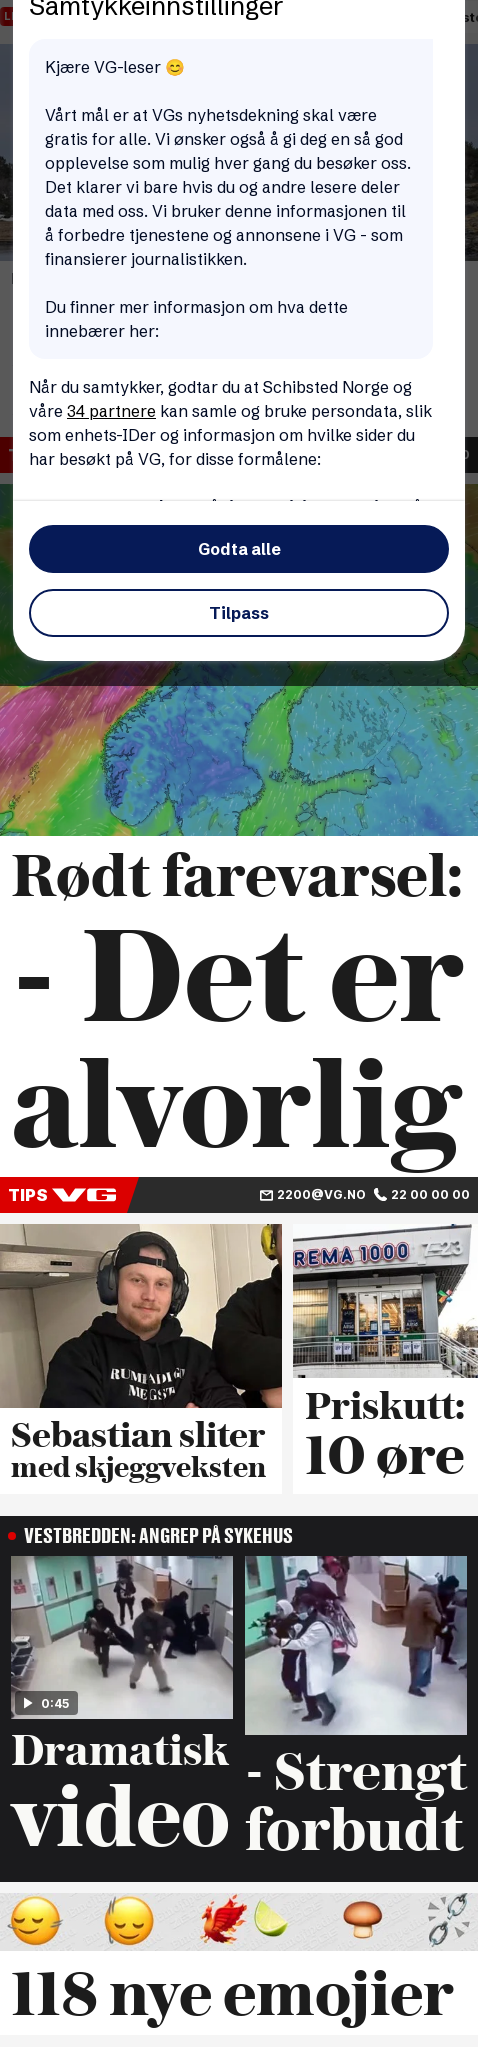 Samtykkeinnstillinger
Kjære VG-leser 😊
Vårt mål er at VGs nyhetsdekning skal være
gratis for alle. Vi ønsker også å gi deg en så god
opplevelse som mulig hver gang du besøker oss.
Det klarer vi bare hvis du og andre lesere deler
data med oss. Vi bruker denne informasjonen til
å forbedre tjenestene og annonsene i VG - som
finansierer journalistikken.
Du finner mer informasjon om hva dette
innebærer her:
Når du samtykker, godtar du at Schibsted Norge og
våre 34 partnere kan samle og bruke persondata, slik
som enhets-IDer og informasjon om hvilke sider du
har besøkt på VG, for disse formålene:
Godta alle
Tilpass
Rødt farevarsel:
- Det er
alvorlig
TIPS VG
2200@VG.NO 22 00 00 00
REMA 1000 7-23
Sebastian sliter
med skjeggveksten
Priskutt:
10 øre
VESTBREDDEN: ANGREP PÅ SYKEHUS
0:45
Dramatisk
video
- Strengt
forbudt
118 nye emojier